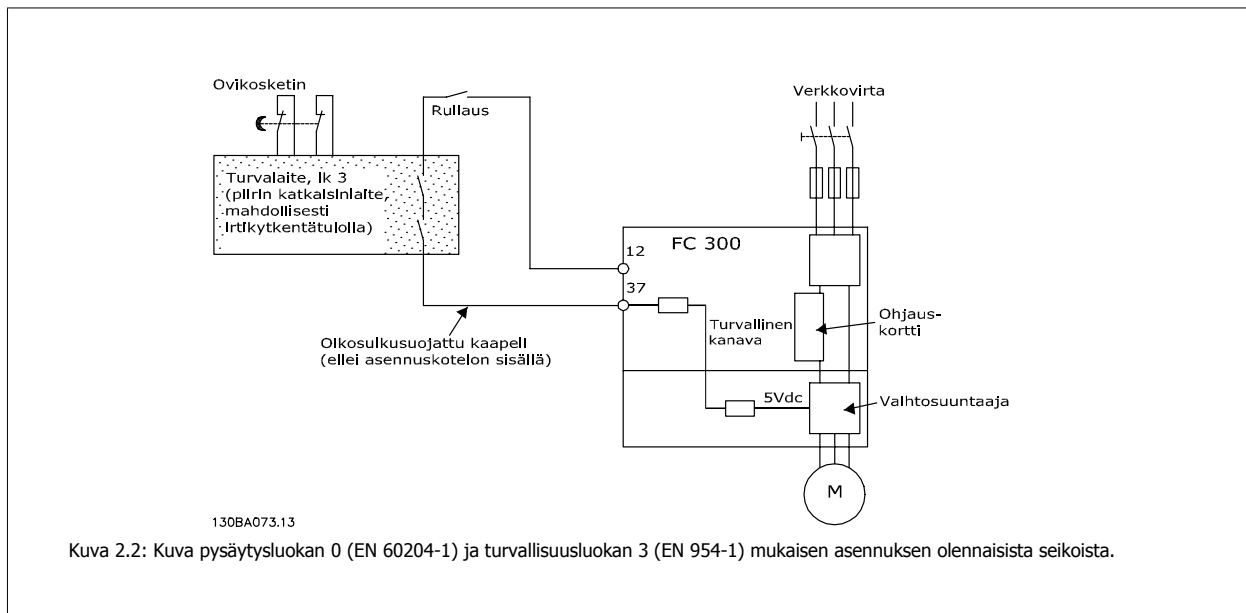 Ovikosketin
Rullaus
Verkkovirta
Turvalaite, lk 3
(piirin katkaisinlaite,
mahdollisesti
irtikytkentätulolla)
12
FC 300
37
Turvallinen
kanava
Ohjaus-
kortti
Oikosulkusuojattu kaapeli
(ellei asennuskotelon sisällä)
5Vdc
Vaihtosuuntaaja
M
130BA073.13
Kuva 2.2: Kuva pysäytysluokan 0 (EN 60204-1) ja turvallisuusluokan 3 (EN 954-1) mukaisen asennuksen olennaisista seikoista.